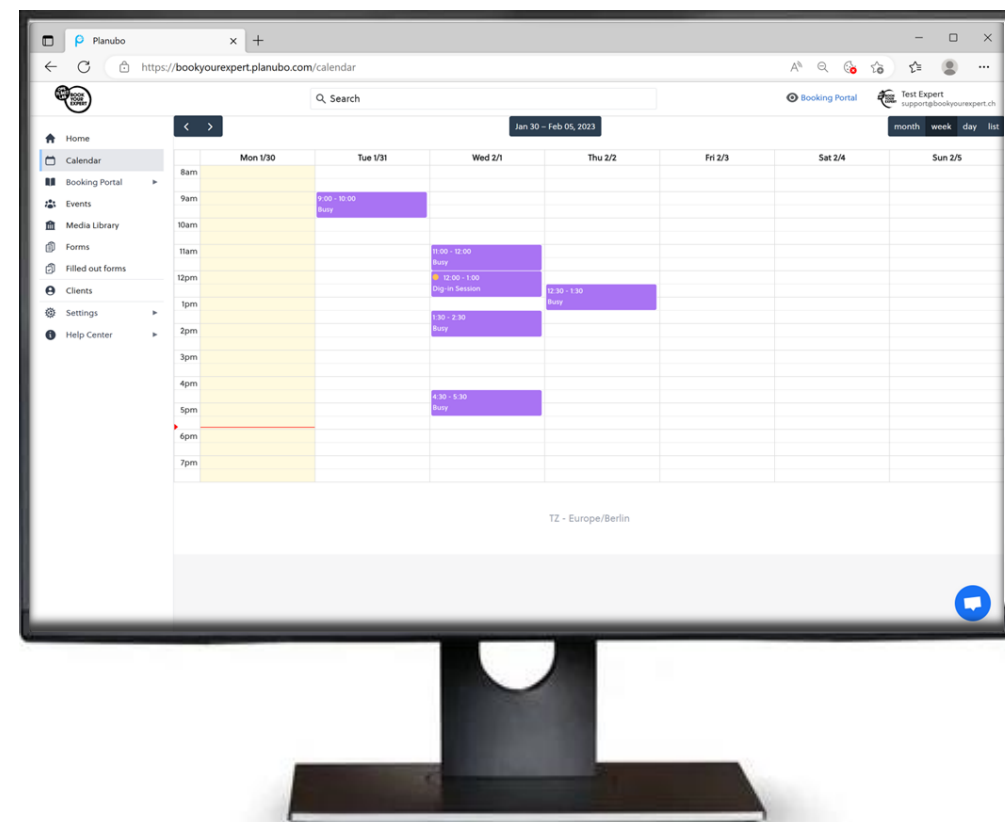 Planubo
https://bookyourexpert.planubo.com/calendar
BOOK YOUR EXPERT
Search
Booking Portal
Test Expert
support@bookyourexpert.ch
Home
Calendar
Booking Portal
Events
Media Library
Forms
Filled out forms
Clients
Settings
Help Center
Jan 30 – Feb 05, 2023
month week day list
Mon 1/30 Tue 1/31 Wed 2/1 Thu 2/2 Fri 2/3 Sat 2/4 Sun 2/5
8am
9am
9:00 - 10:00
Busy
10am
11am
11:00 - 12:00
Busy
12pm
12:00 - 1:00
Dig-in Session
12:30 - 1:30
Busy
1pm
1:30 - 2:30
Busy
2pm
3pm
4pm
4:30 - 5:30
Busy
5pm
6pm
7pm
TZ - Europe/Berlin